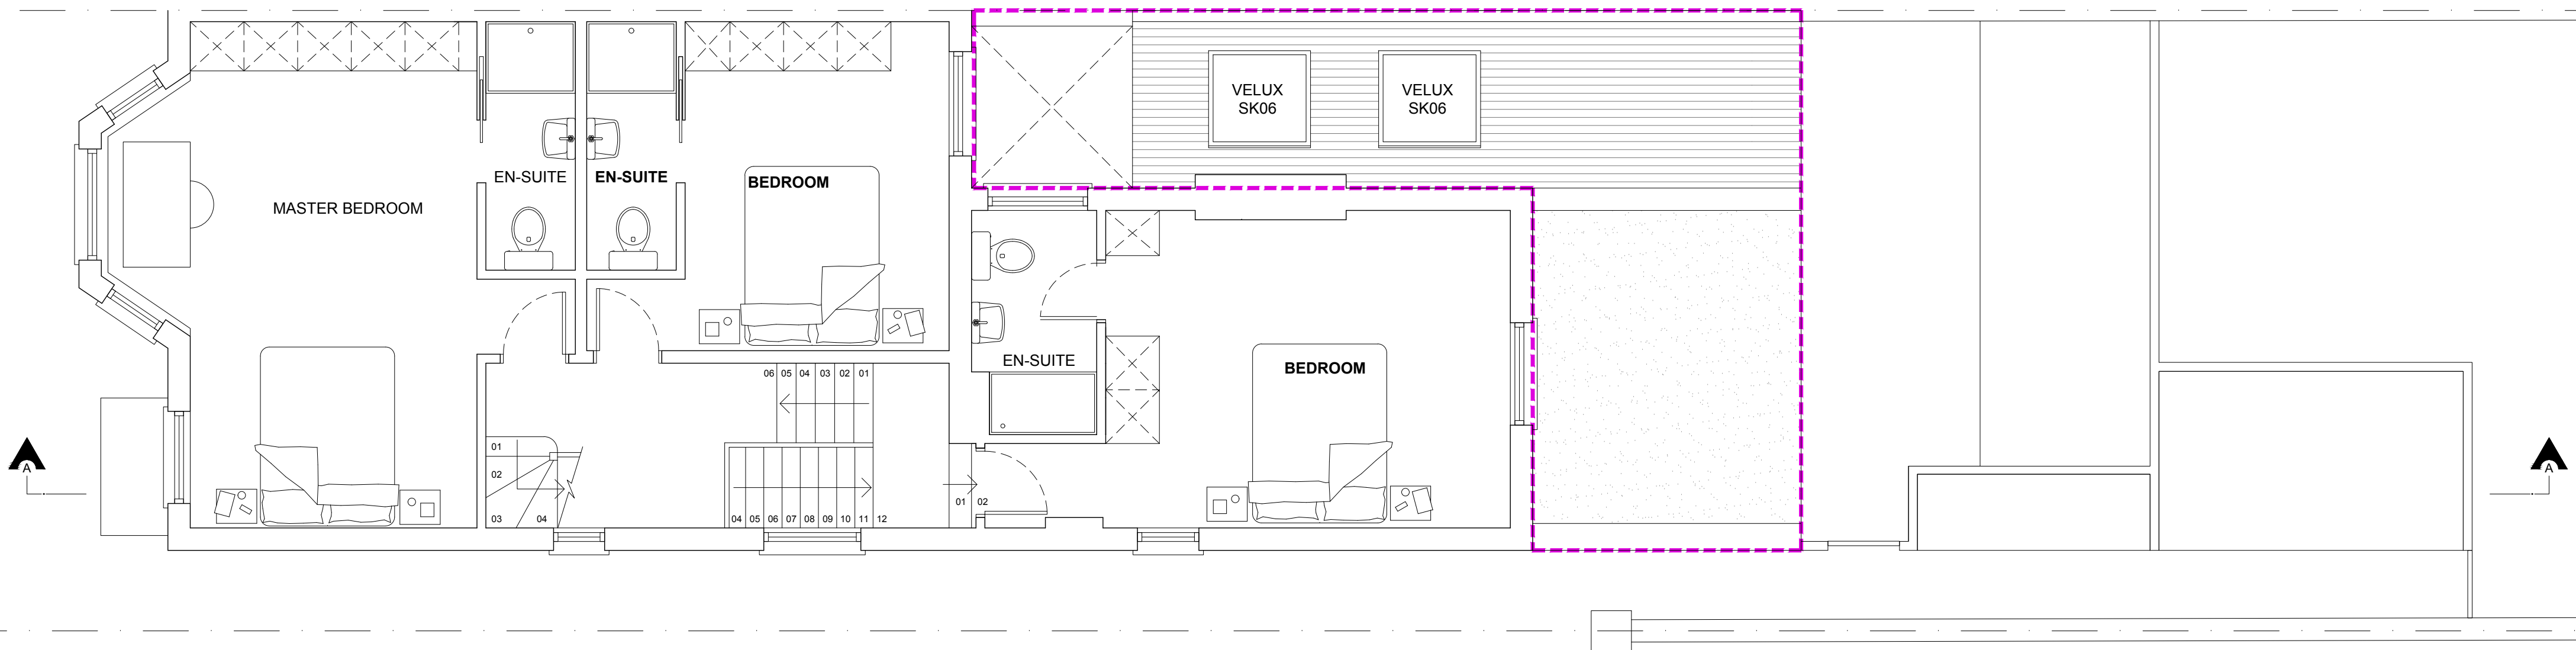 VELUX
SK06
VELUX
SK06
EN-SUITE
EN-SUITE
BEDROOM
MASTER BEDROOM
EN-SUITE
BEDROOM
06 05 04 03 02 01
01
02
03 04
04 05 06 07 08 09 10 11 12
01 02
A
A